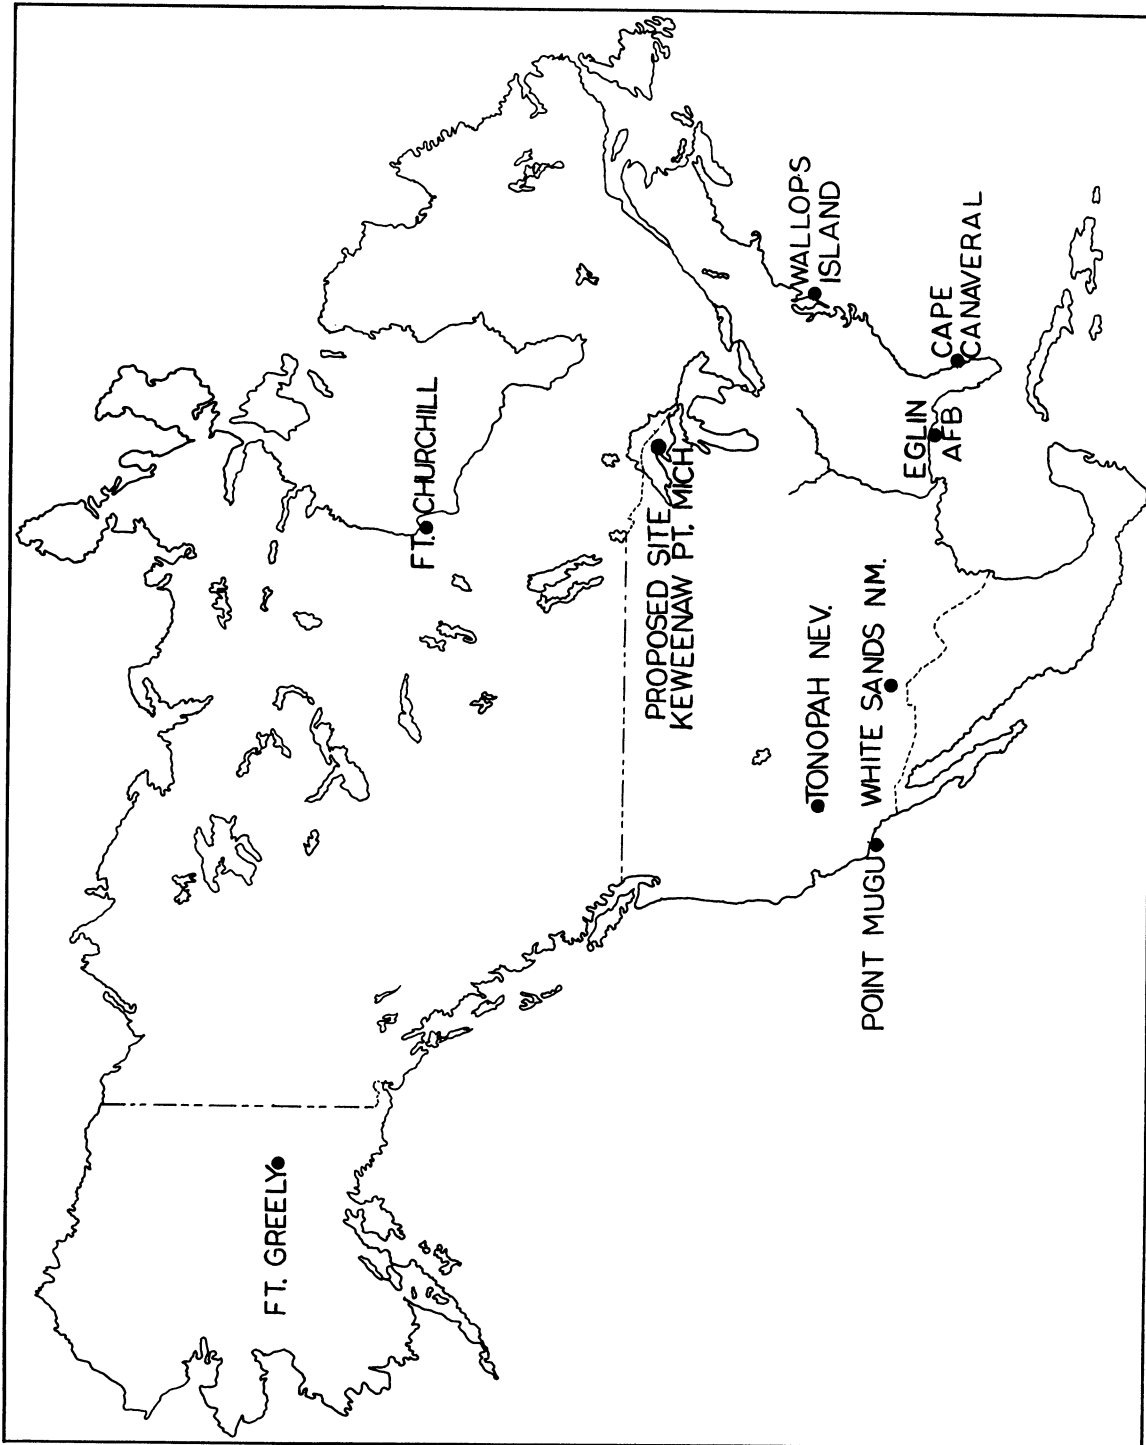 FT. GREELY
FT. CHURCHILL
PROPOSED SITE
KEWEENAW PT. MICH.
TONOPAH NEV.
WHITE SANDS NM.
POINT MUGU
WALLOPS
ISLAND
CAPE
CANAVERAL
EGLIN
AFB